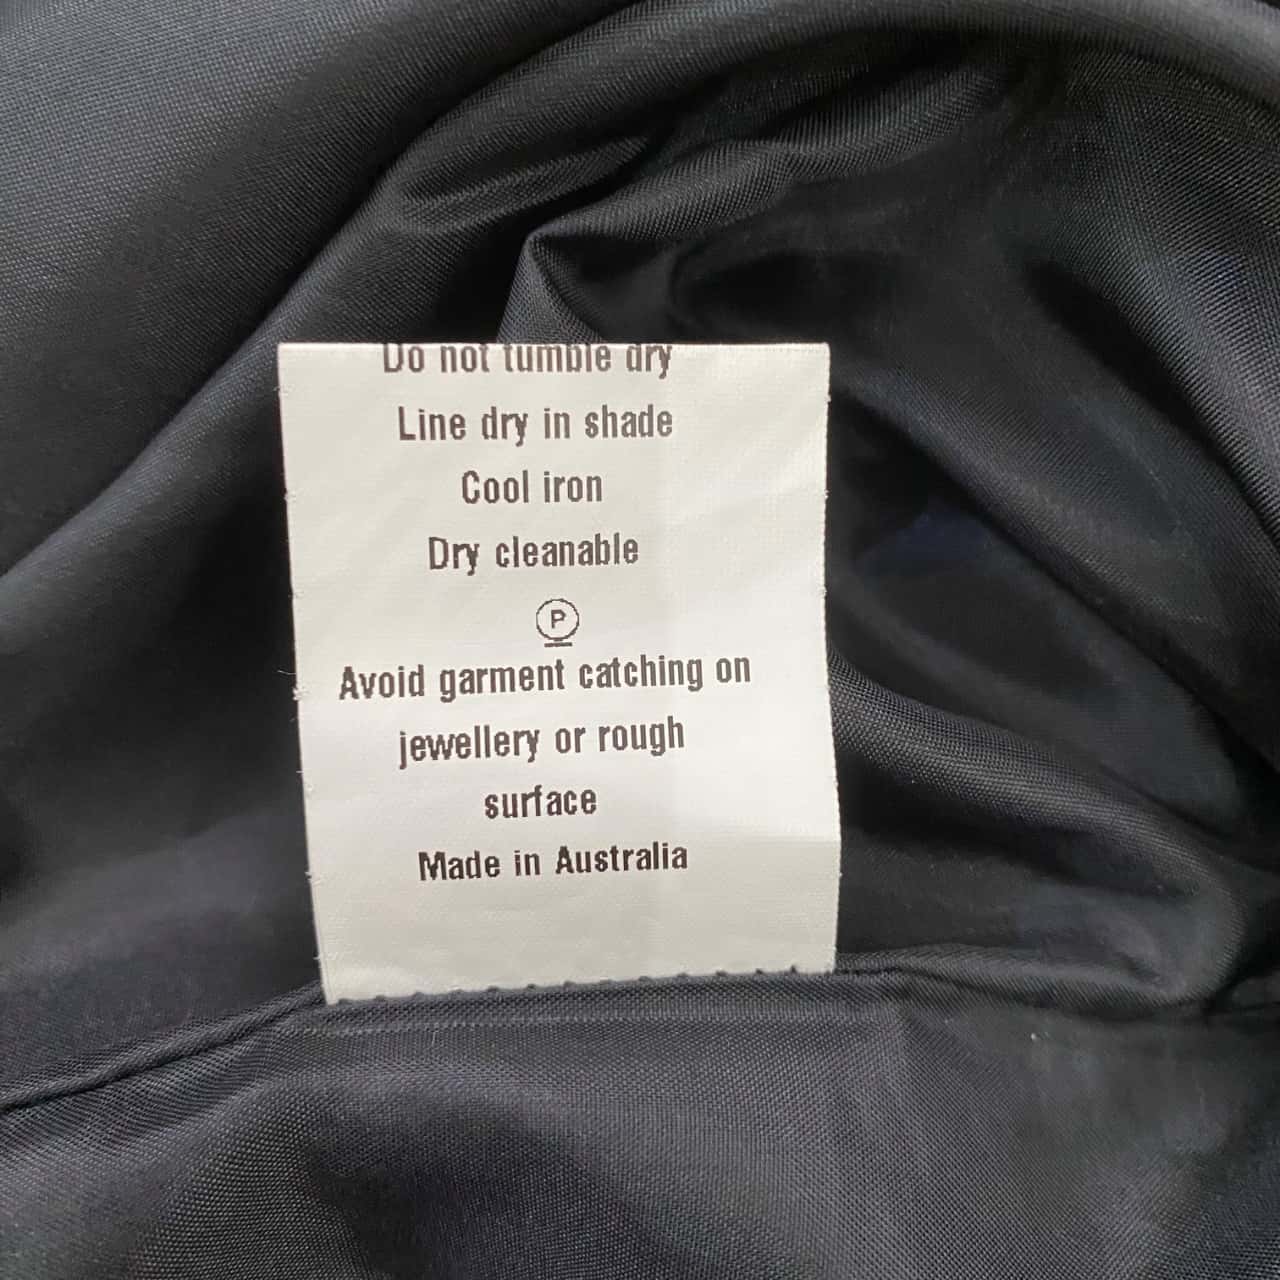 Do not tumble dry
Line dry in shade
Cool iron
Dry cleanable
P
Avoid garment catching on
jewellery or rough
surface
Made in Australia